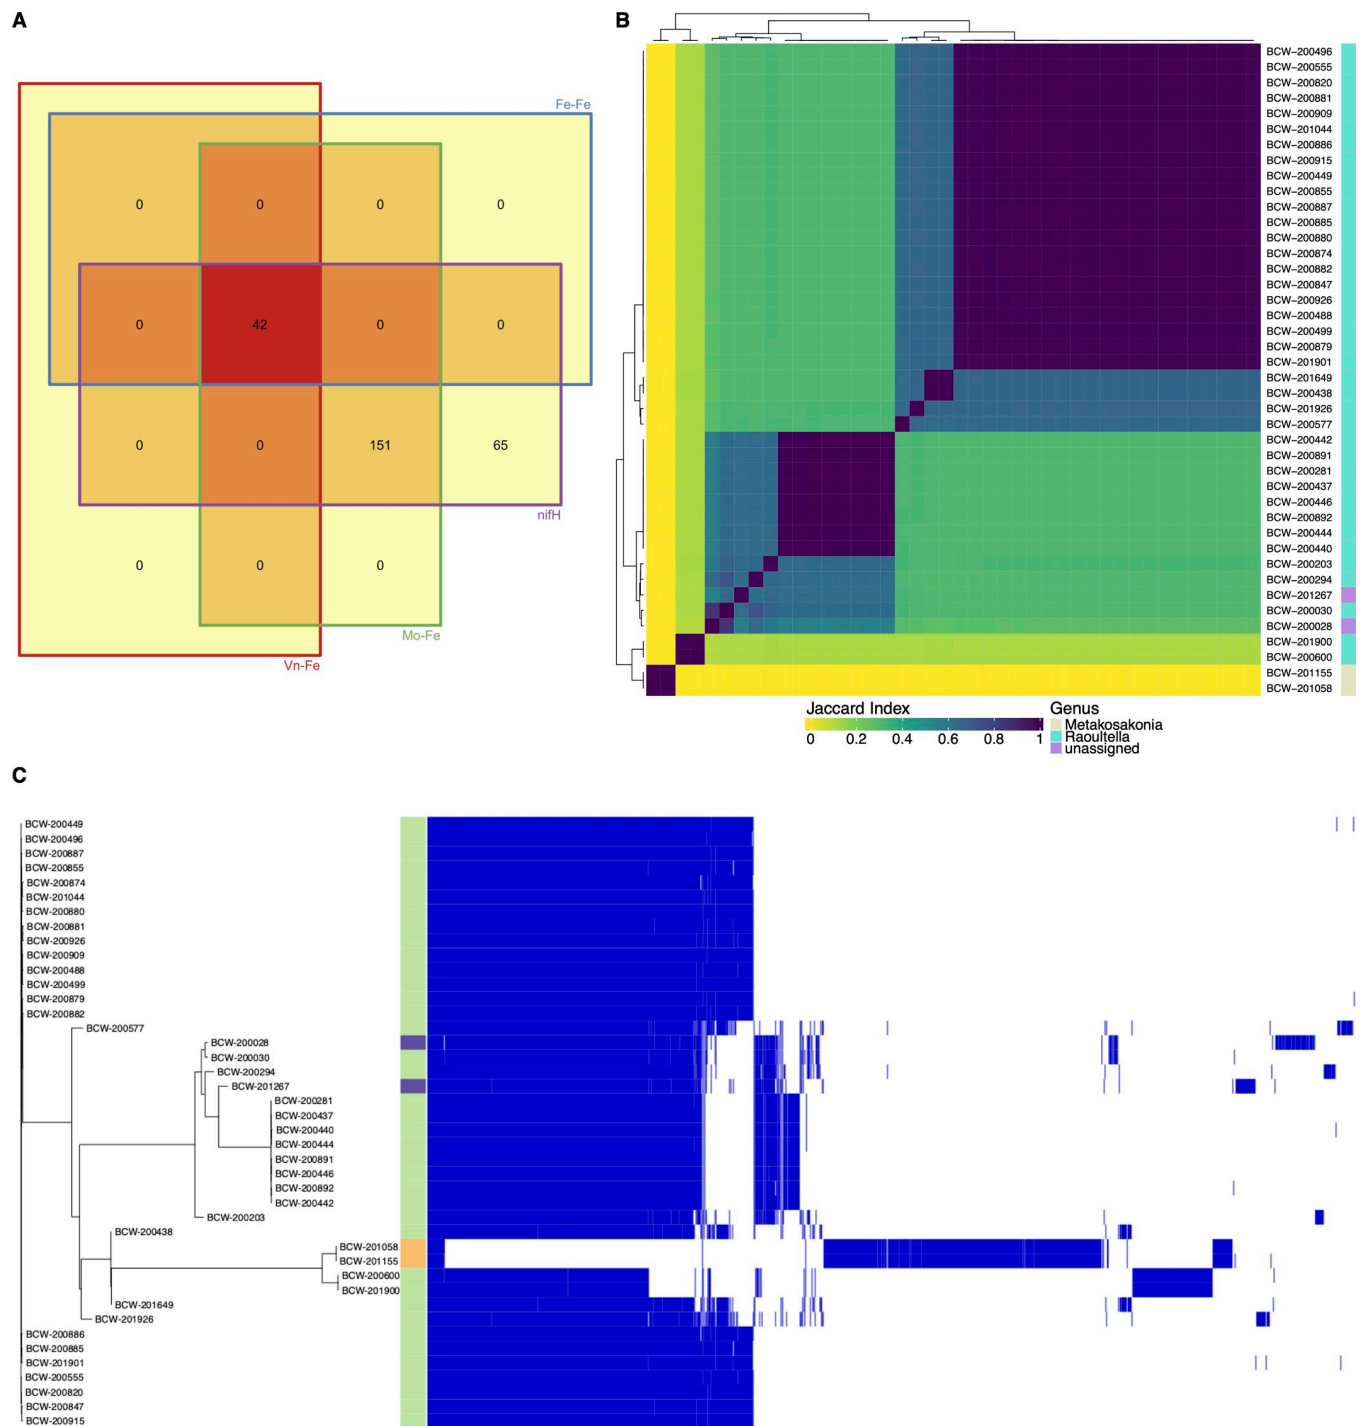 A
Fe-Fe
0
0
0
0
0
42
0
0
0
0
151
65
nifH
0
0
0
Mo-Fe
Vn-Fe
B
BCW-200496
BCW-200555
BCW-200820
BCW-200881
BCW-200909
BCW-201044
BCW-200886
BCW-200915
BCW-200449
BCW-200855
BCW-200887
BCW-200885
BCW-200880
BCW-200874
BCW-200882
BCW-200847
BCW-200926
BCW-200488
BCW-200499
BCW-200879
BCW-201901
BCW-201649
BCW-200438
BCW-201926
BCW-200577
BCW-200442
BCW-200891
BCW-200281
BCW-200437
BCW-200446
BCW-200892
BCW-200444
BCW-200440
BCW-200203
BCW-200294
BCW-201267
BCW-200030
BCW-200028
BCW-201900
BCW-200600
BCW-201155
BCW-201058
Jaccard Index
0 0.2 0.4 0.6 0.8 1
Genus
Metakosakonia
Raoultella
unassigned
C
BCW-200449
BCW-200496
BCW-200887
BCW-200855
BCW-200874
BCW-201044
BCW-200880
BCW-200881
BCW-200926
BCW-200909
BCW-200488
BCW-200499
BCW-200879
BCW-200882
BCW-200577
BCW-200028
BCW-200030
BCW-200294
BCW-201267
BCW-200281
BCW-200437
BCW-200440
BCW-200444
BCW-200891
BCW-200446
BCW-200892
BCW-200442
BCW-200203
BCW-200438
BCW-201058
BCW-201155
BCW-200600
BCW-201900
BCW-201649
BCW-201926
BCW-200886
BCW-200885
BCW-201901
BCW-200555
BCW-200820
BCW-200847
BCW-200915